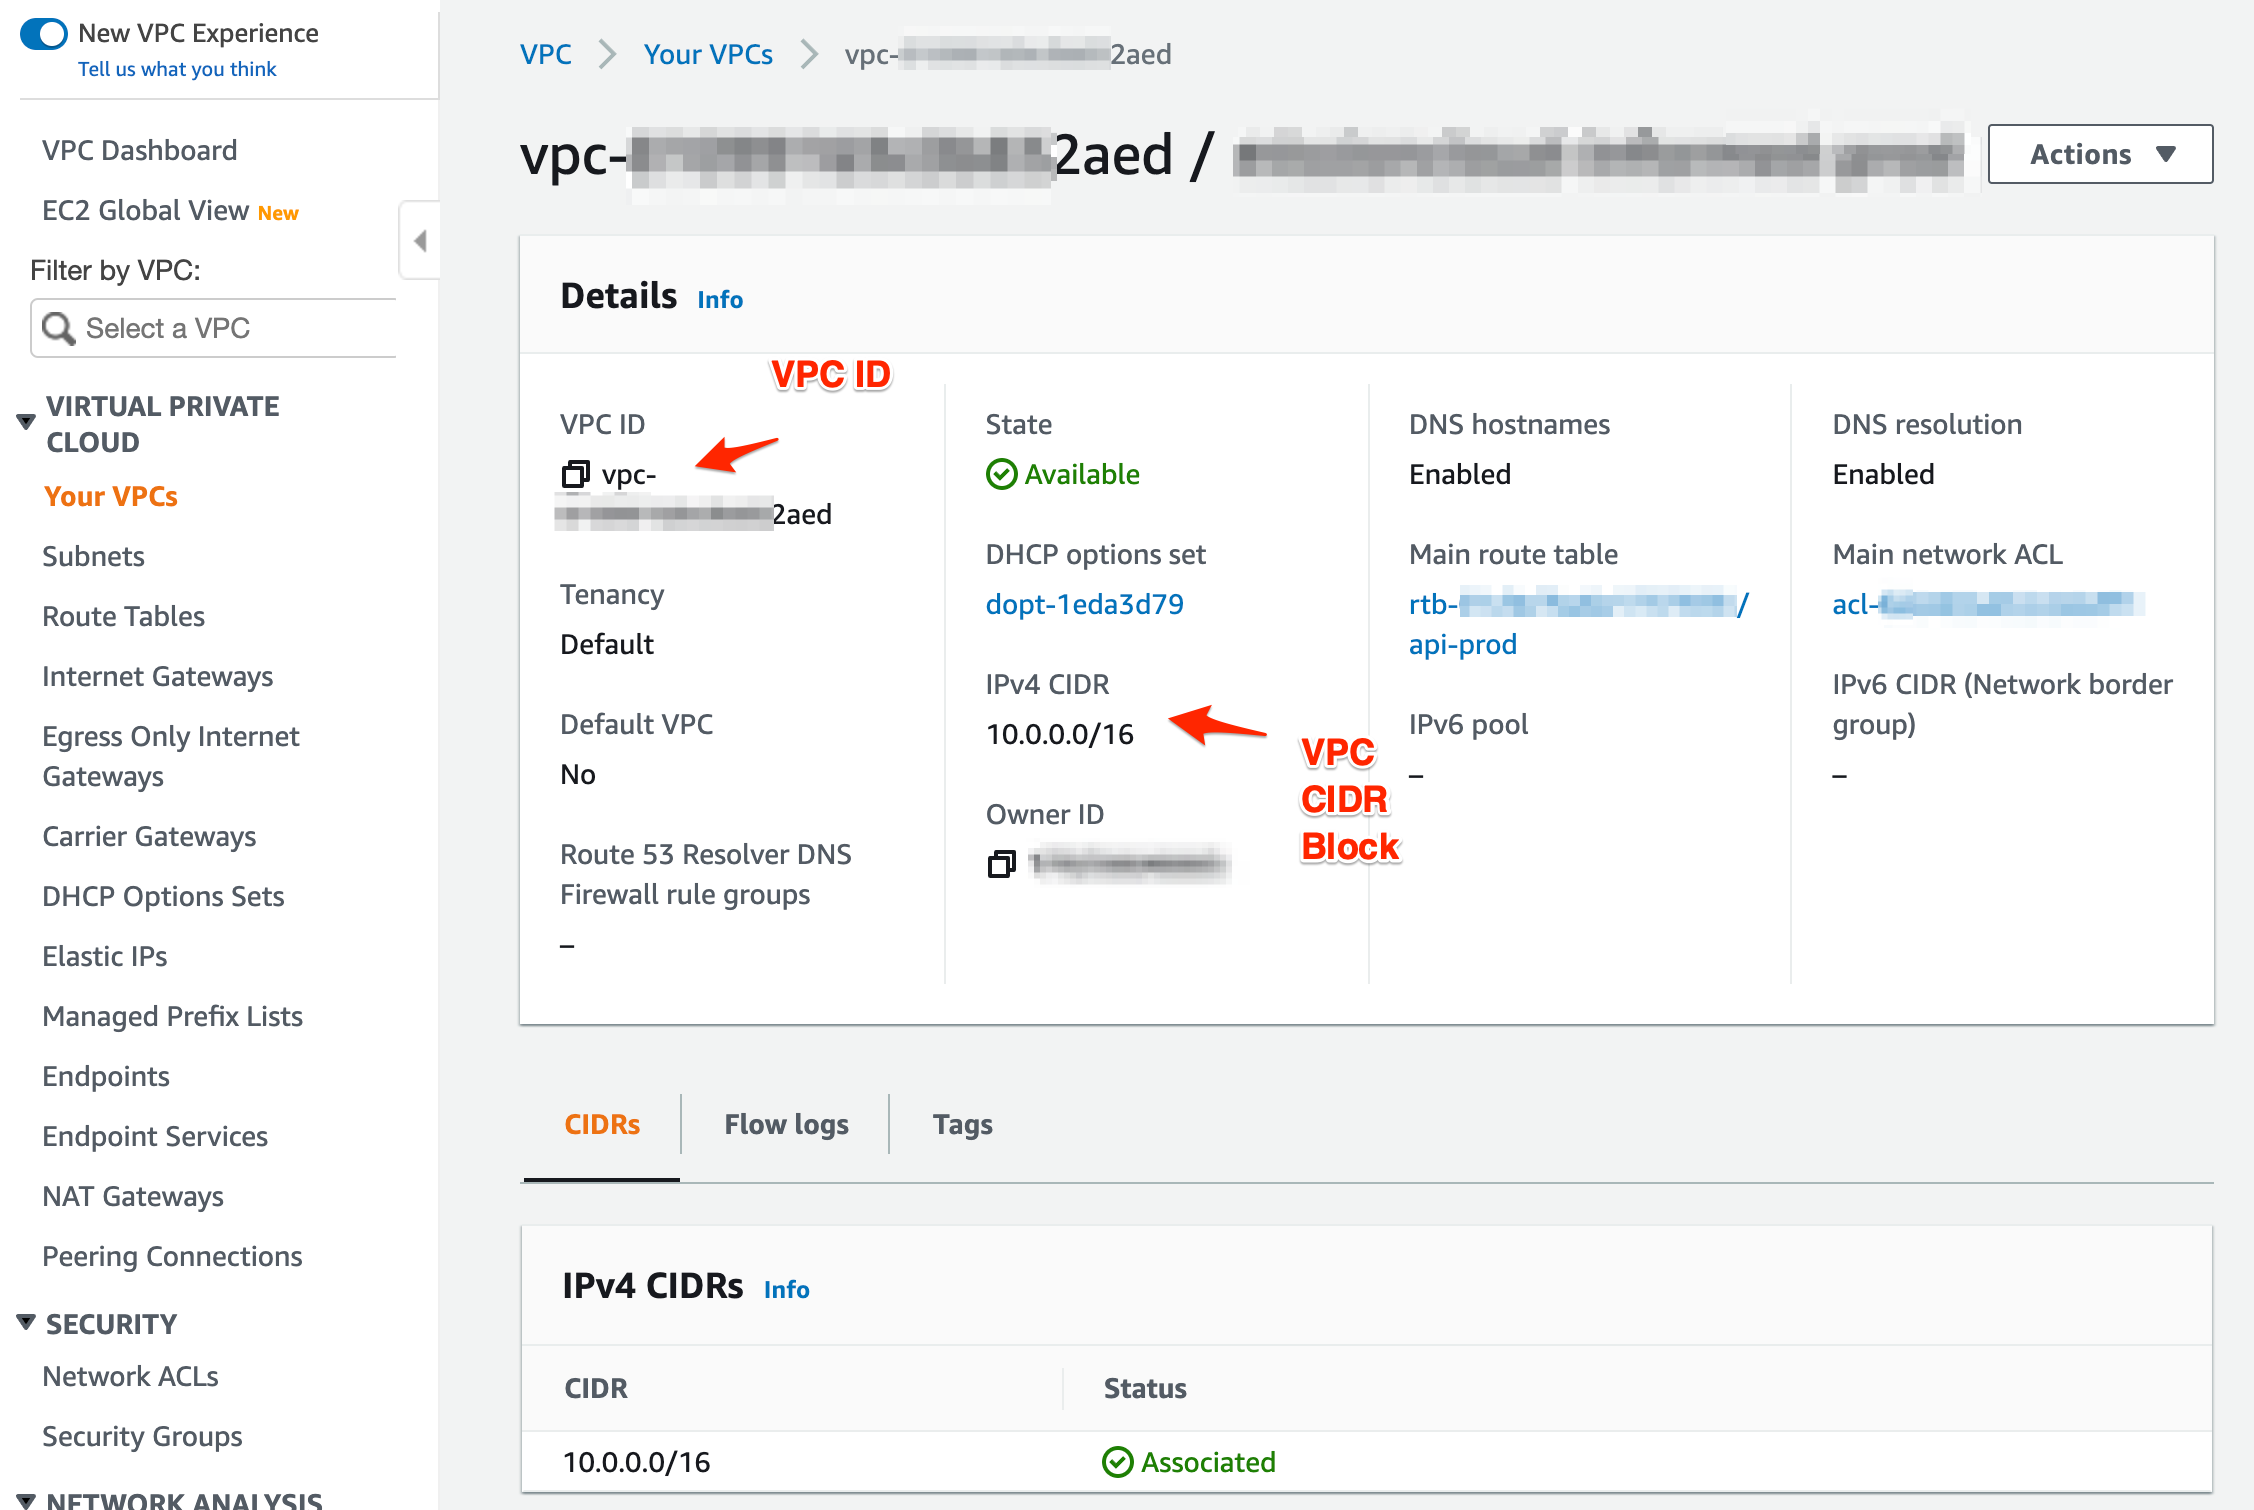 New VPC Experience
Tell us what you think
VPC Dashboard
EC2 Global View New
Filter by VPC:
Select a VPC
VIRTUAL PRIVATE
CLOUD
Your VPCs
Subnets
Route Tables
Internet Gateways
Egress Only Internet
Gateways
Carrier Gateways
DHCP Options Sets
Elastic IPs
Managed Prefix Lists
Endpoints
Endpoint Services
NAT Gateways
Peering Connections
SECURITY
Network ACLs
Security Groups
NETWORK ANALYSIS
VPC > Your VPCs > vpc- 2aed
vpc- 2aed /
Actions
Details Info
VPC ID
VPC ID
vpc-
2aed
Tenancy
Default
Default VPC
No
Route 53 Resolver DNS
Firewall rule groups
–
State
Available
DHCP options set
dopt-1eda3d79
IPv4 CIDR
10.0.0.0/16
Owner ID
VPC
CIDR
Block
DNS hostnames
Enabled
Main route table
rtb- /
api-prod
IPv6 pool
–
DNS resolution
Enabled
Main network ACL
acl-
IPv6 CIDR (Network border
group)
–
CIDRs
Flow logs
Tags
IPv4 CIDRs Info
CIDR Status
10.0.0.0/16 Associated